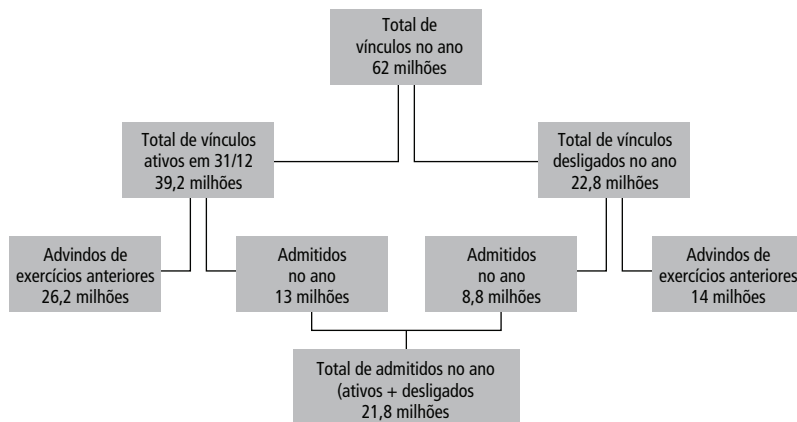 Total de
vínculos no ano
62 milhões
Total de vínculos
ativos em 31/12
39,2 milhões
Total de vínculos
desligados no ano
22,8 milhões
Advindos de
exercícios anteriores
26,2 milhões
Admitidos
no ano
13 milhões
Admitidos
no ano
8,8 milhões
Advindos de
exercícios anteriores
14 milhões
Total de admitidos no ano
(ativos + desligados
21,8 milhões